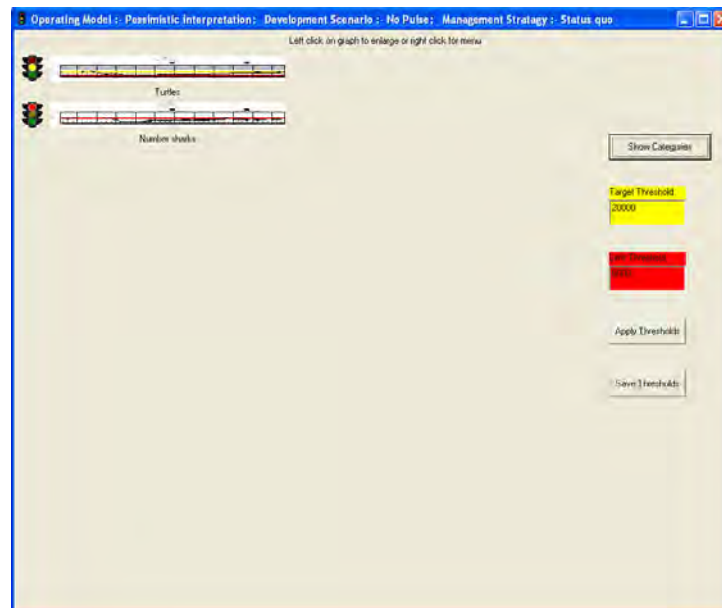 Operating Model :- Pessimistic Interpretation; Development Scenario :- No Pulse; Management Stratagy :- Status quo
Left click on graph to enlarge or right click for menu
Turtles
Number sharks
Show Categories
Target Threshold
20000
Apply Thresholds
Save Thresholds